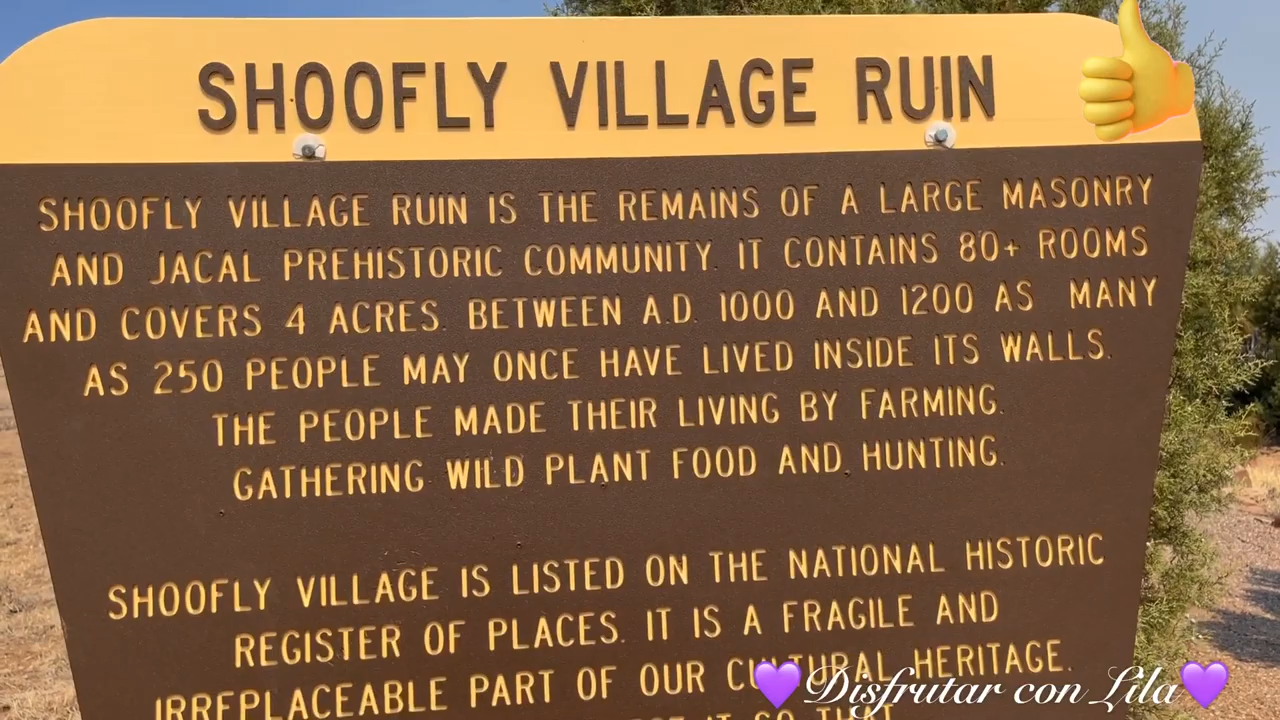 SHOOFLY VILLAGE RUIN
SHOOFLY VILLAGE RUIN IS THE REMAINS OF A LARGE MASONRY
AND JACAL PREHISTORIC COMMUNITY. IT CONTAINS 80+ ROOMS
AND COVERS 4 ACRES. BETWEEN A.D. 1000 AND 1200 AS MANY
AS 250 PEOPLE MAY ONCE HAVE LIVED INSIDE ITS WALLS.
THE PEOPLE MADE THEIR LIVING BY FARMING.
GATHERING WILD PLANT FOOD AND HUNTING.
SHOOFLY VILLAGE IS LISTED ON THE NATIONAL HISTORIC
REGISTER OF PLACES. IT IS A FRAGILE AND
IRREPLACEABLE PART OF OUR CULTURAL HERITAGE.
IT SO THAT
Disfrutar con Lila